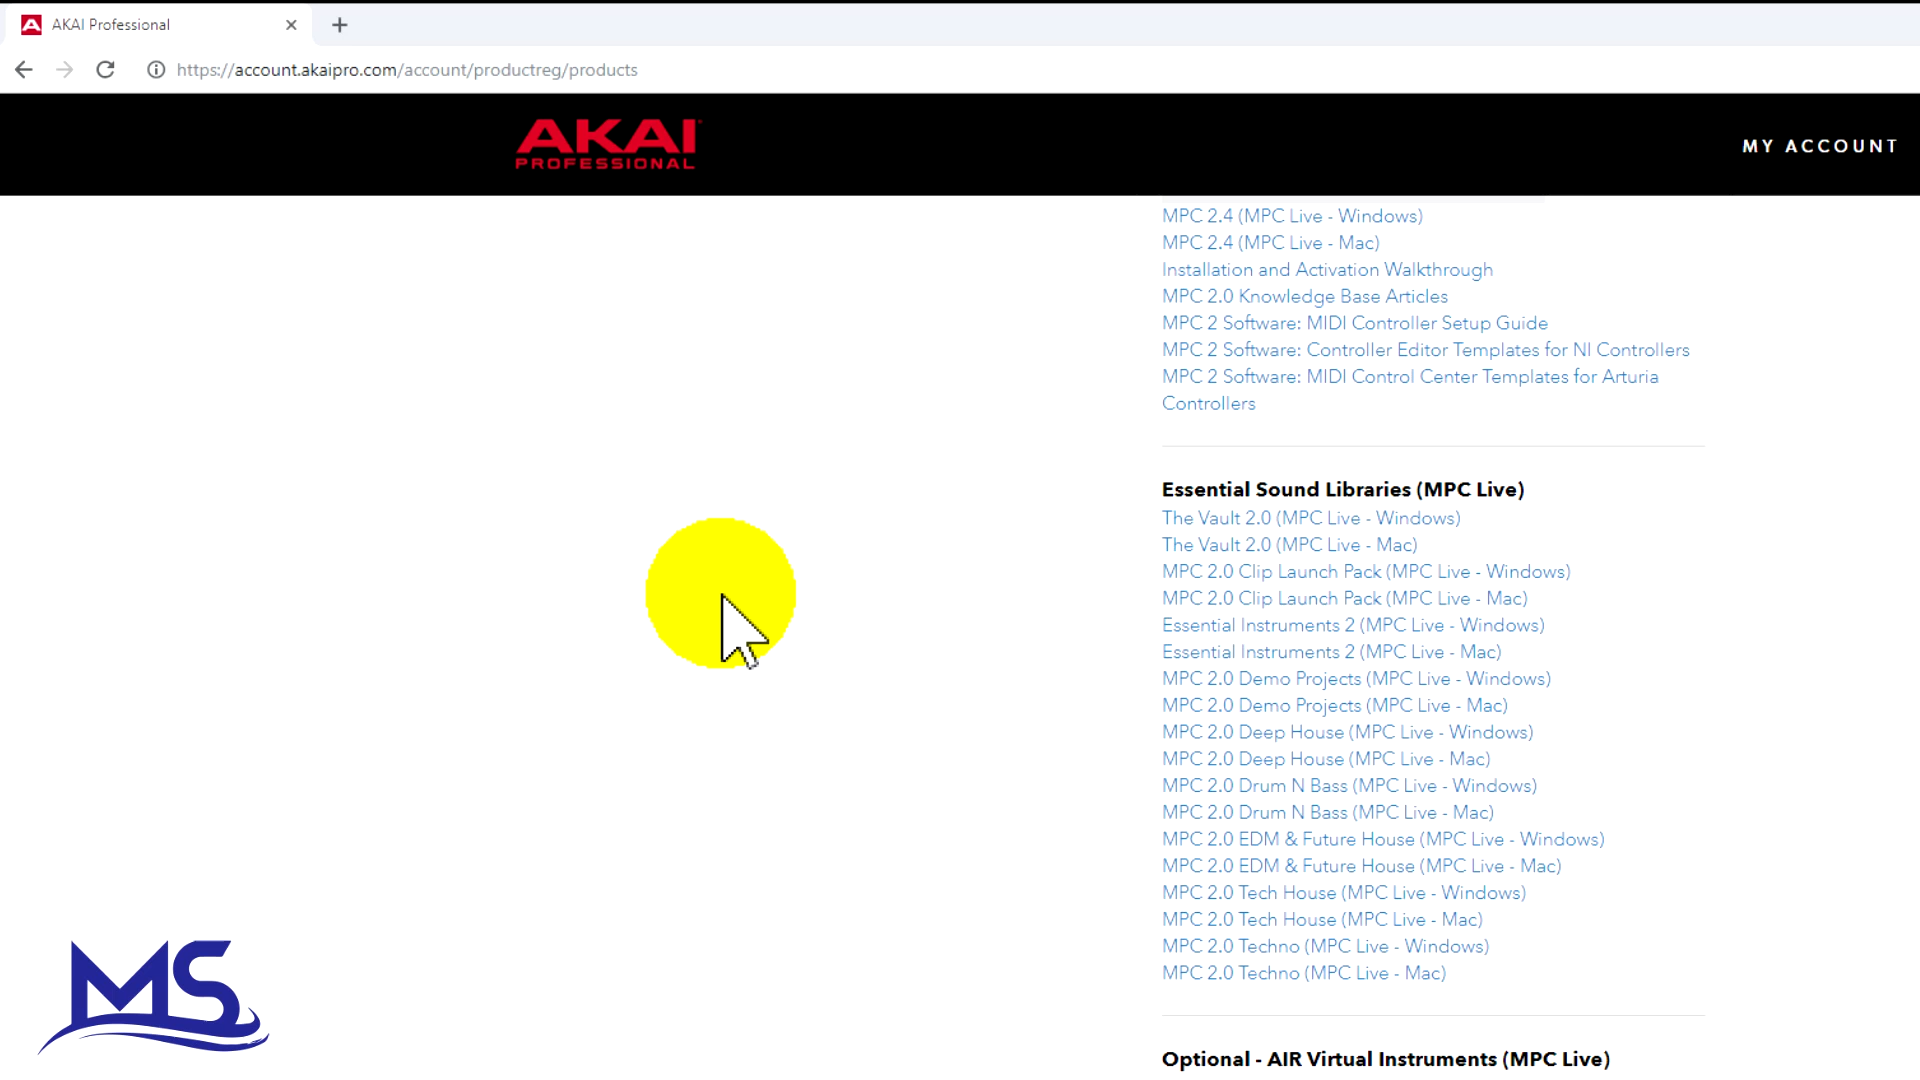 AKAI Professional
https://account.akaipro.com/account/productreg/products
AKAI
PROFESSIONAL
MY ACCOUNT
MPC 2.4 (MPC Live - Windows)
MPC 2.4 (MPC Live - Mac)
Installation and Activation Walkthrough
MPC 2.0 Knowledge Base Articles
MPC 2 Software: MIDI Controller Setup Guide
MPC 2 Software: Controller Editor Templates for NI Controllers
MPC 2 Software: MIDI Control Center Templates for Arturia
Controllers
Essential Sound Libraries (MPC Live)
The Vault 2.0 (MPC Live - Windows)
The Vault 2.0 (MPC Live - Mac)
MPC 2.0 Clip Launch Pack (MPC Live - Windows)
MPC 2.0 Clip Launch Pack (MPC Live - Mac)
Essential Instruments 2 (MPC Live - Windows)
Essential Instruments 2 (MPC Live - Mac)
MPC 2.0 Demo Projects (MPC Live - Windows)
MPC 2.0 Demo Projects (MPC Live - Mac)
MPC 2.0 Deep House (MPC Live - Windows)
MPC 2.0 Deep House (MPC Live - Mac)
MPC 2.0 Drum N Bass (MPC Live - Windows)
MPC 2.0 Drum N Bass (MPC Live - Mac)
MPC 2.0 EDM & Future House (MPC Live - Windows)
MPC 2.0 EDM & Future House (MPC Live - Mac)
MPC 2.0 Tech House (MPC Live - Windows)
MPC 2.0 Tech House (MPC Live - Mac)
MPC 2.0 Techno (MPC Live - Windows)
MPC 2.0 Techno (MPC Live - Mac)
Optional - AIR Virtual Instruments (MPC Live)
MS